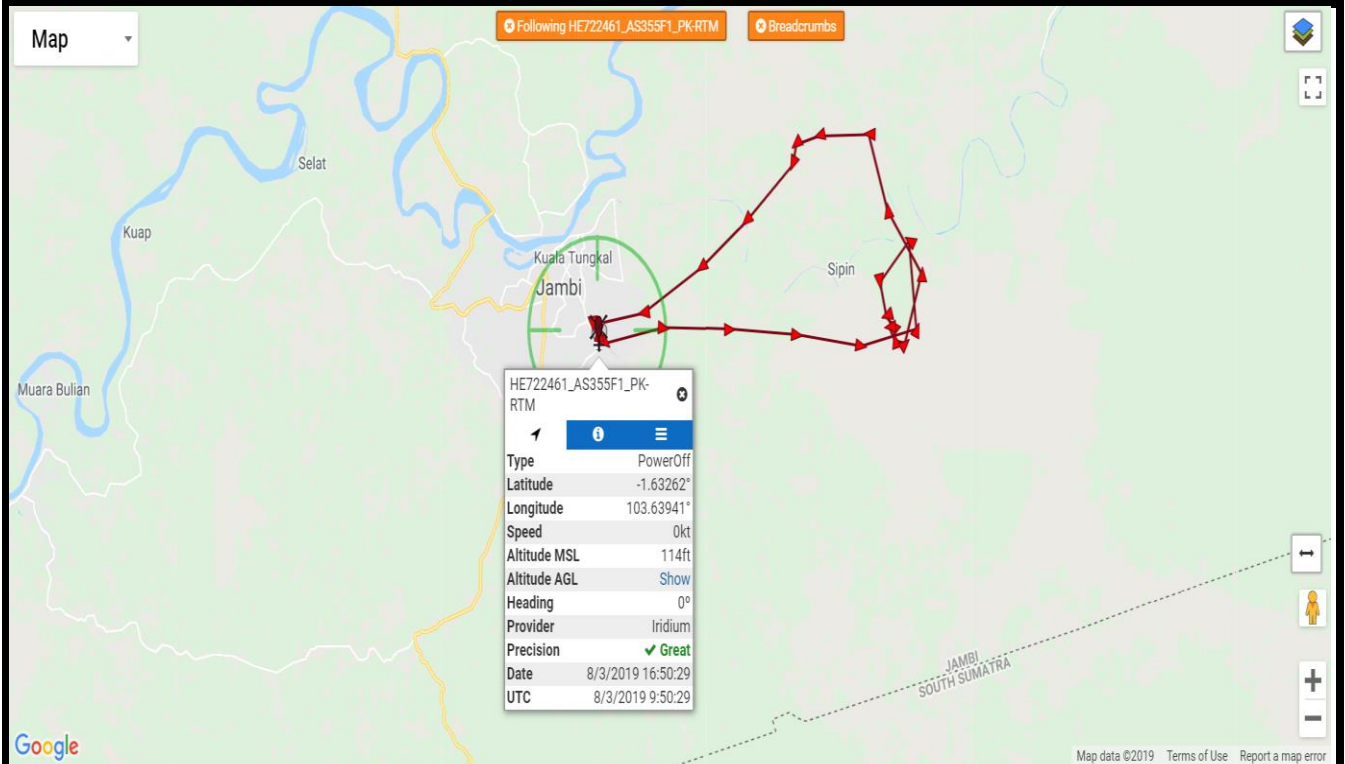 Map
Following HE722461_AS355F1_PK-RTM
Breadcrumbs
Selat
Kuap
Kuala Tungkal
Jambi
Sipin
Muara Bulian
HE722461_AS355F1_PK-
RTM
Type PowerOff
Latitude -1.63262°
Longitude 103.63941°
Speed 0kt
Altitude MSL 114ft
Altitude AGL Show
Heading 0°
Provider Iridium
Precision Great
Date 8/3/2019 16:50:29
UTC 8/3/2019 9:50:29
JAMBI
SOUTH SUMATRA
Google
Map data ©2019 Terms of Use Report a map error